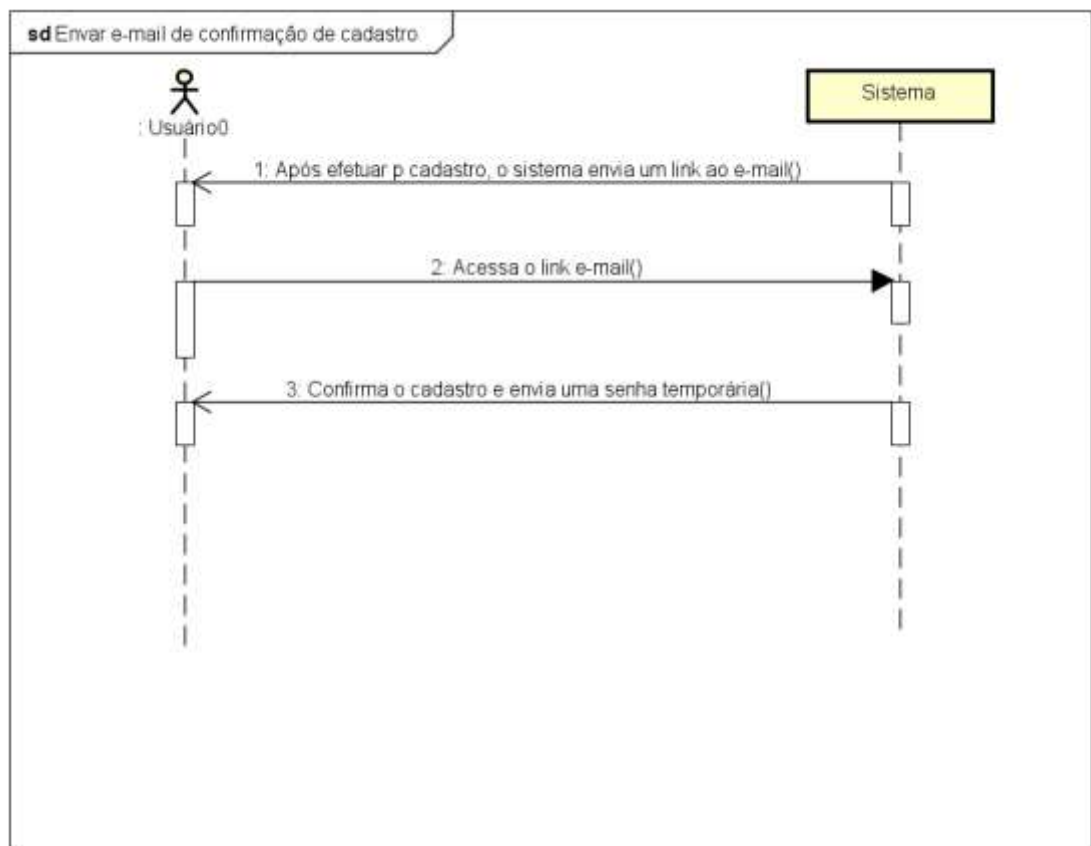 sd Envar e-mail de confirmação de cadastro
Sistema
: Usuário0
1: Após efetuar p cadastro, o sistema envia um link ao e-mail()
2: Acessa o link e-mail()
3: Confirma o cadastro e envia uma senha temporária()